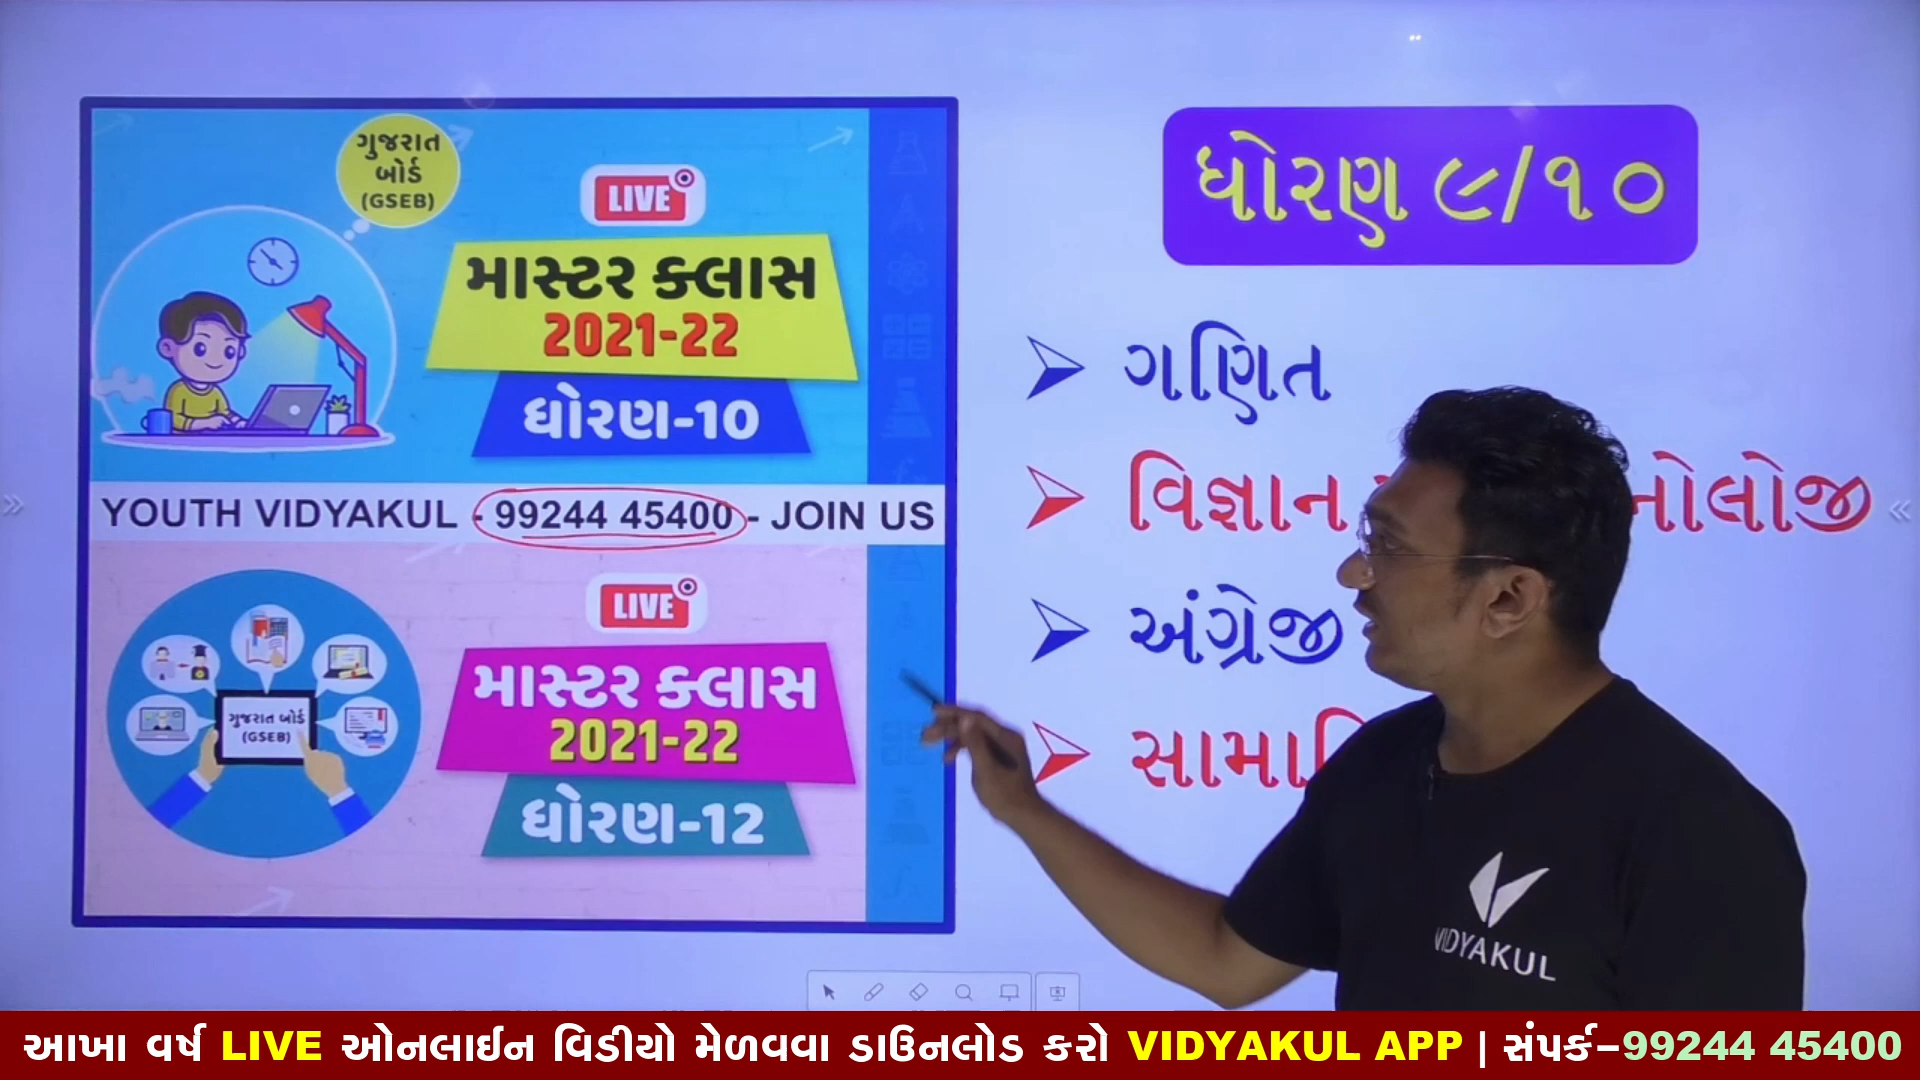 ગુજરાત
બોર્ડ
(GSEB)
LIVE
માસ્ટર ક્લાસ
2021-22
ધોરણ-10
YOUTH VIDYAKUL - 99244 45400 - JOIN US
LIVE
માસ્ટર ક્લાસ
2021-22
ધોરણ-12
ગુજરાત બોર્ડ
(GSEB)
ધોરણ ૯/૧૦
ગણિત
વિજ્ઞાન
અંગ્રેજી
VIDYAKUL
આખા વર્ષ LIVE ઓનલાઈન વિડીયો મેળવવા ડાઉનલોડ કરો VIDYAKUL APP | સંપર્ક-99244 45400